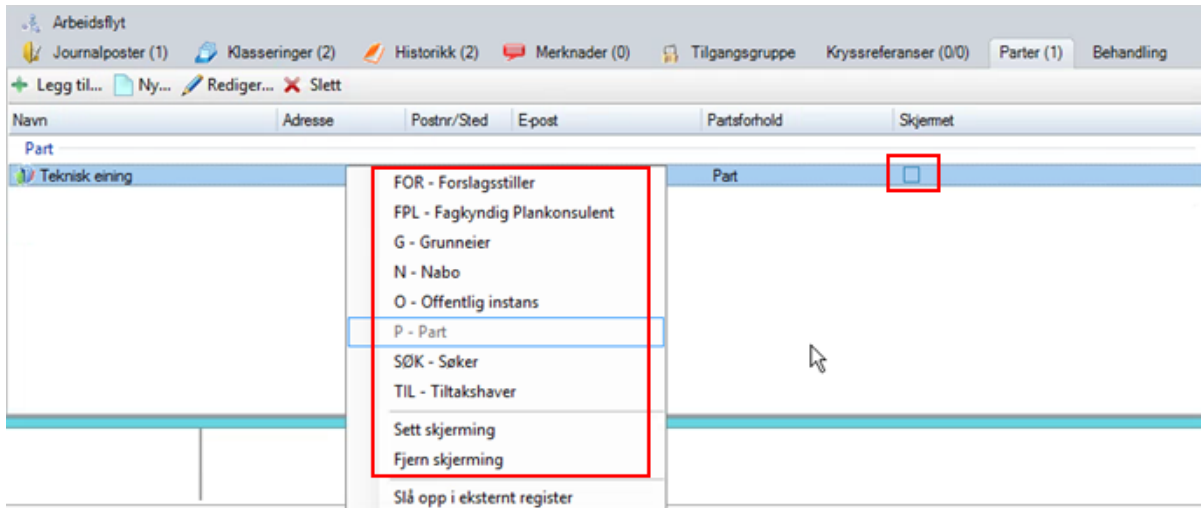 Arbeidsflyt
Journalposter (1) Klasseringer (2) Historikk (2) Merknader (0) Tilgangsgruppe Kryssreferanser (0/0) Parter (1) Behandling
Legg til... Ny... Rediger... Slett
Navn Adresse Postnr/Sted E-post Partsforhold Skjermet
Part
Teknisk eining Part
FOR - Forslagsstiller
FPL - Fagkyndig Plankonsulent
G - Grunneier
N - Nabo
O - Offentlig instans
P - Part
SØK - Søker
TIL - Tiltakshaver
Sett skjerming
Fjern skjerming
Slå opp i eksternt register